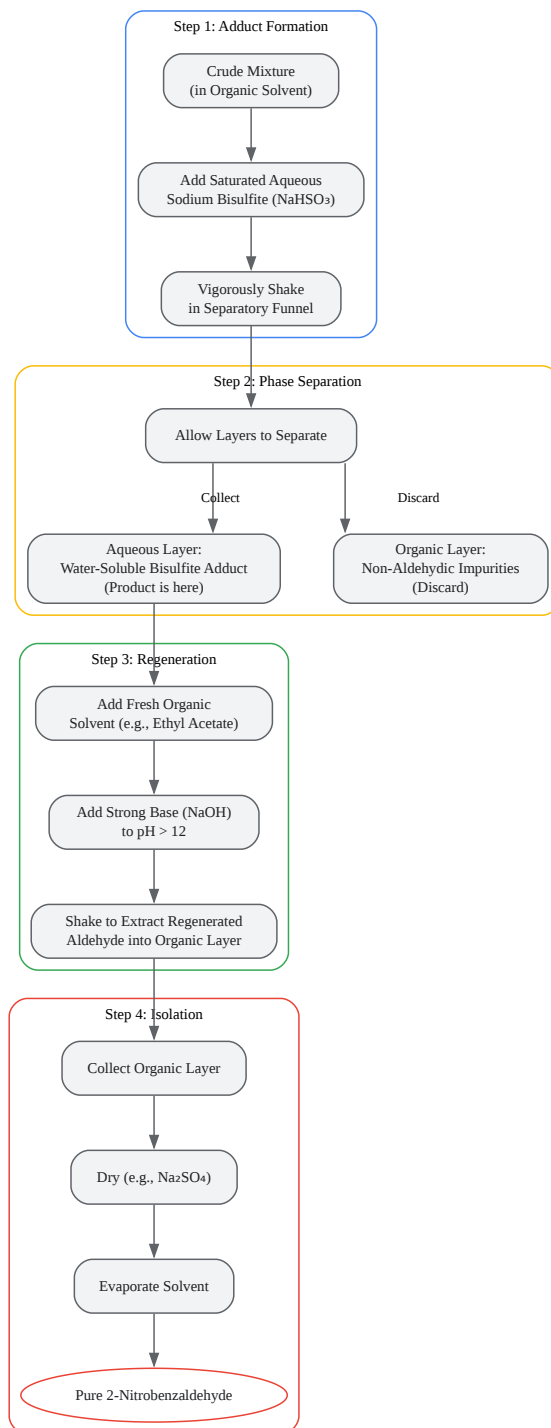 Step 1: Adduct Formation
Crude Mixture
(in Organic Solvent)
Add Saturated Aqueous
Sodium Bisulfite (NaHSO₃)
Vigorously Shake
in Separatory Funnel
Step 2: Phase Separation
Allow Layers to Separate
Collect
Discard
Aqueous Layer:
Water-Soluble Bisulfite Adduct
(Product is here)
Organic Layer:
Non-Aldehydic Impurities
(Discard)
Step 3: Regeneration
Add Fresh Organic
Solvent (e.g., Ethyl Acetate)
Add Strong Base (NaOH)
to pH > 12
Shake to Extract Regenerated
Aldehyde into Organic Layer
Step 4: Isolation
Collect Organic Layer
Dry (e.g., Na₂SO₄)
Evaporate Solvent
Pure 2-Nitrobenzaldehyde